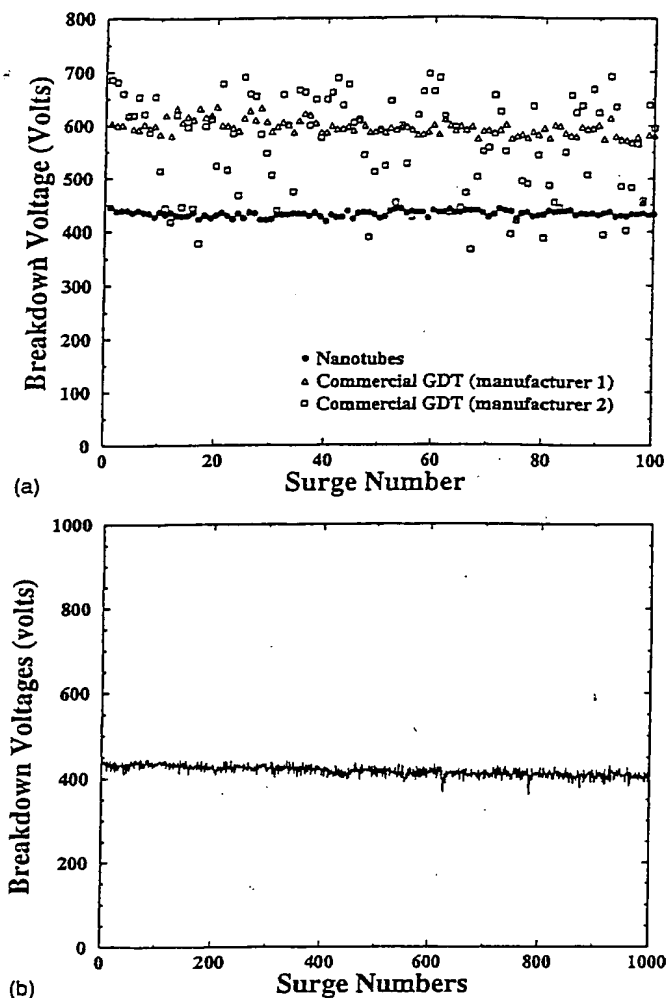 800
700
600
500
400
300
200
100
0
Breakdown Voltage (Volts)
Nanotubes
Commercial GDT (manufacturer 1)
Commercial GDT (manufacturer 2)
0 20 40 60 80 100
Surge Number
(a)
1000
800
600
400
200
0
Breakdown Voltages (volts)
0 200 400 600 800 1000
Surge Numbers
(b)